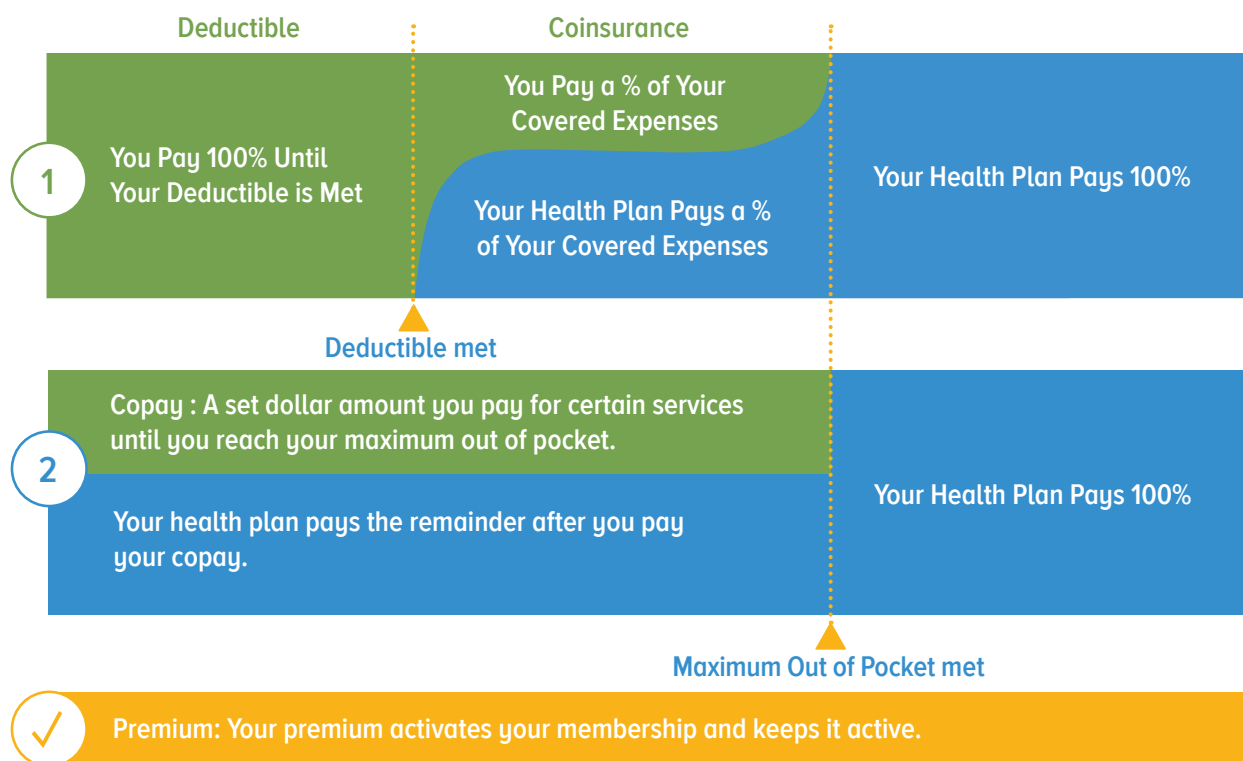 Deductible
Coinsurance
1
You Pay 100% Until
Your Deductible is Met
You Pay a % of Your
Covered Expenses
Your Health Plan Pays a %
of Your Covered Expenses
Your Health Plan Pays 100%
Deductible met
2
Copay : A set dollar amount you pay for certain services
until you reach your maximum out of pocket.
Your health plan pays the remainder after you pay
your copay.
Your Health Plan Pays 100%
Maximum Out of Pocket met
Premium: Your premium activates your membership and keeps it active.